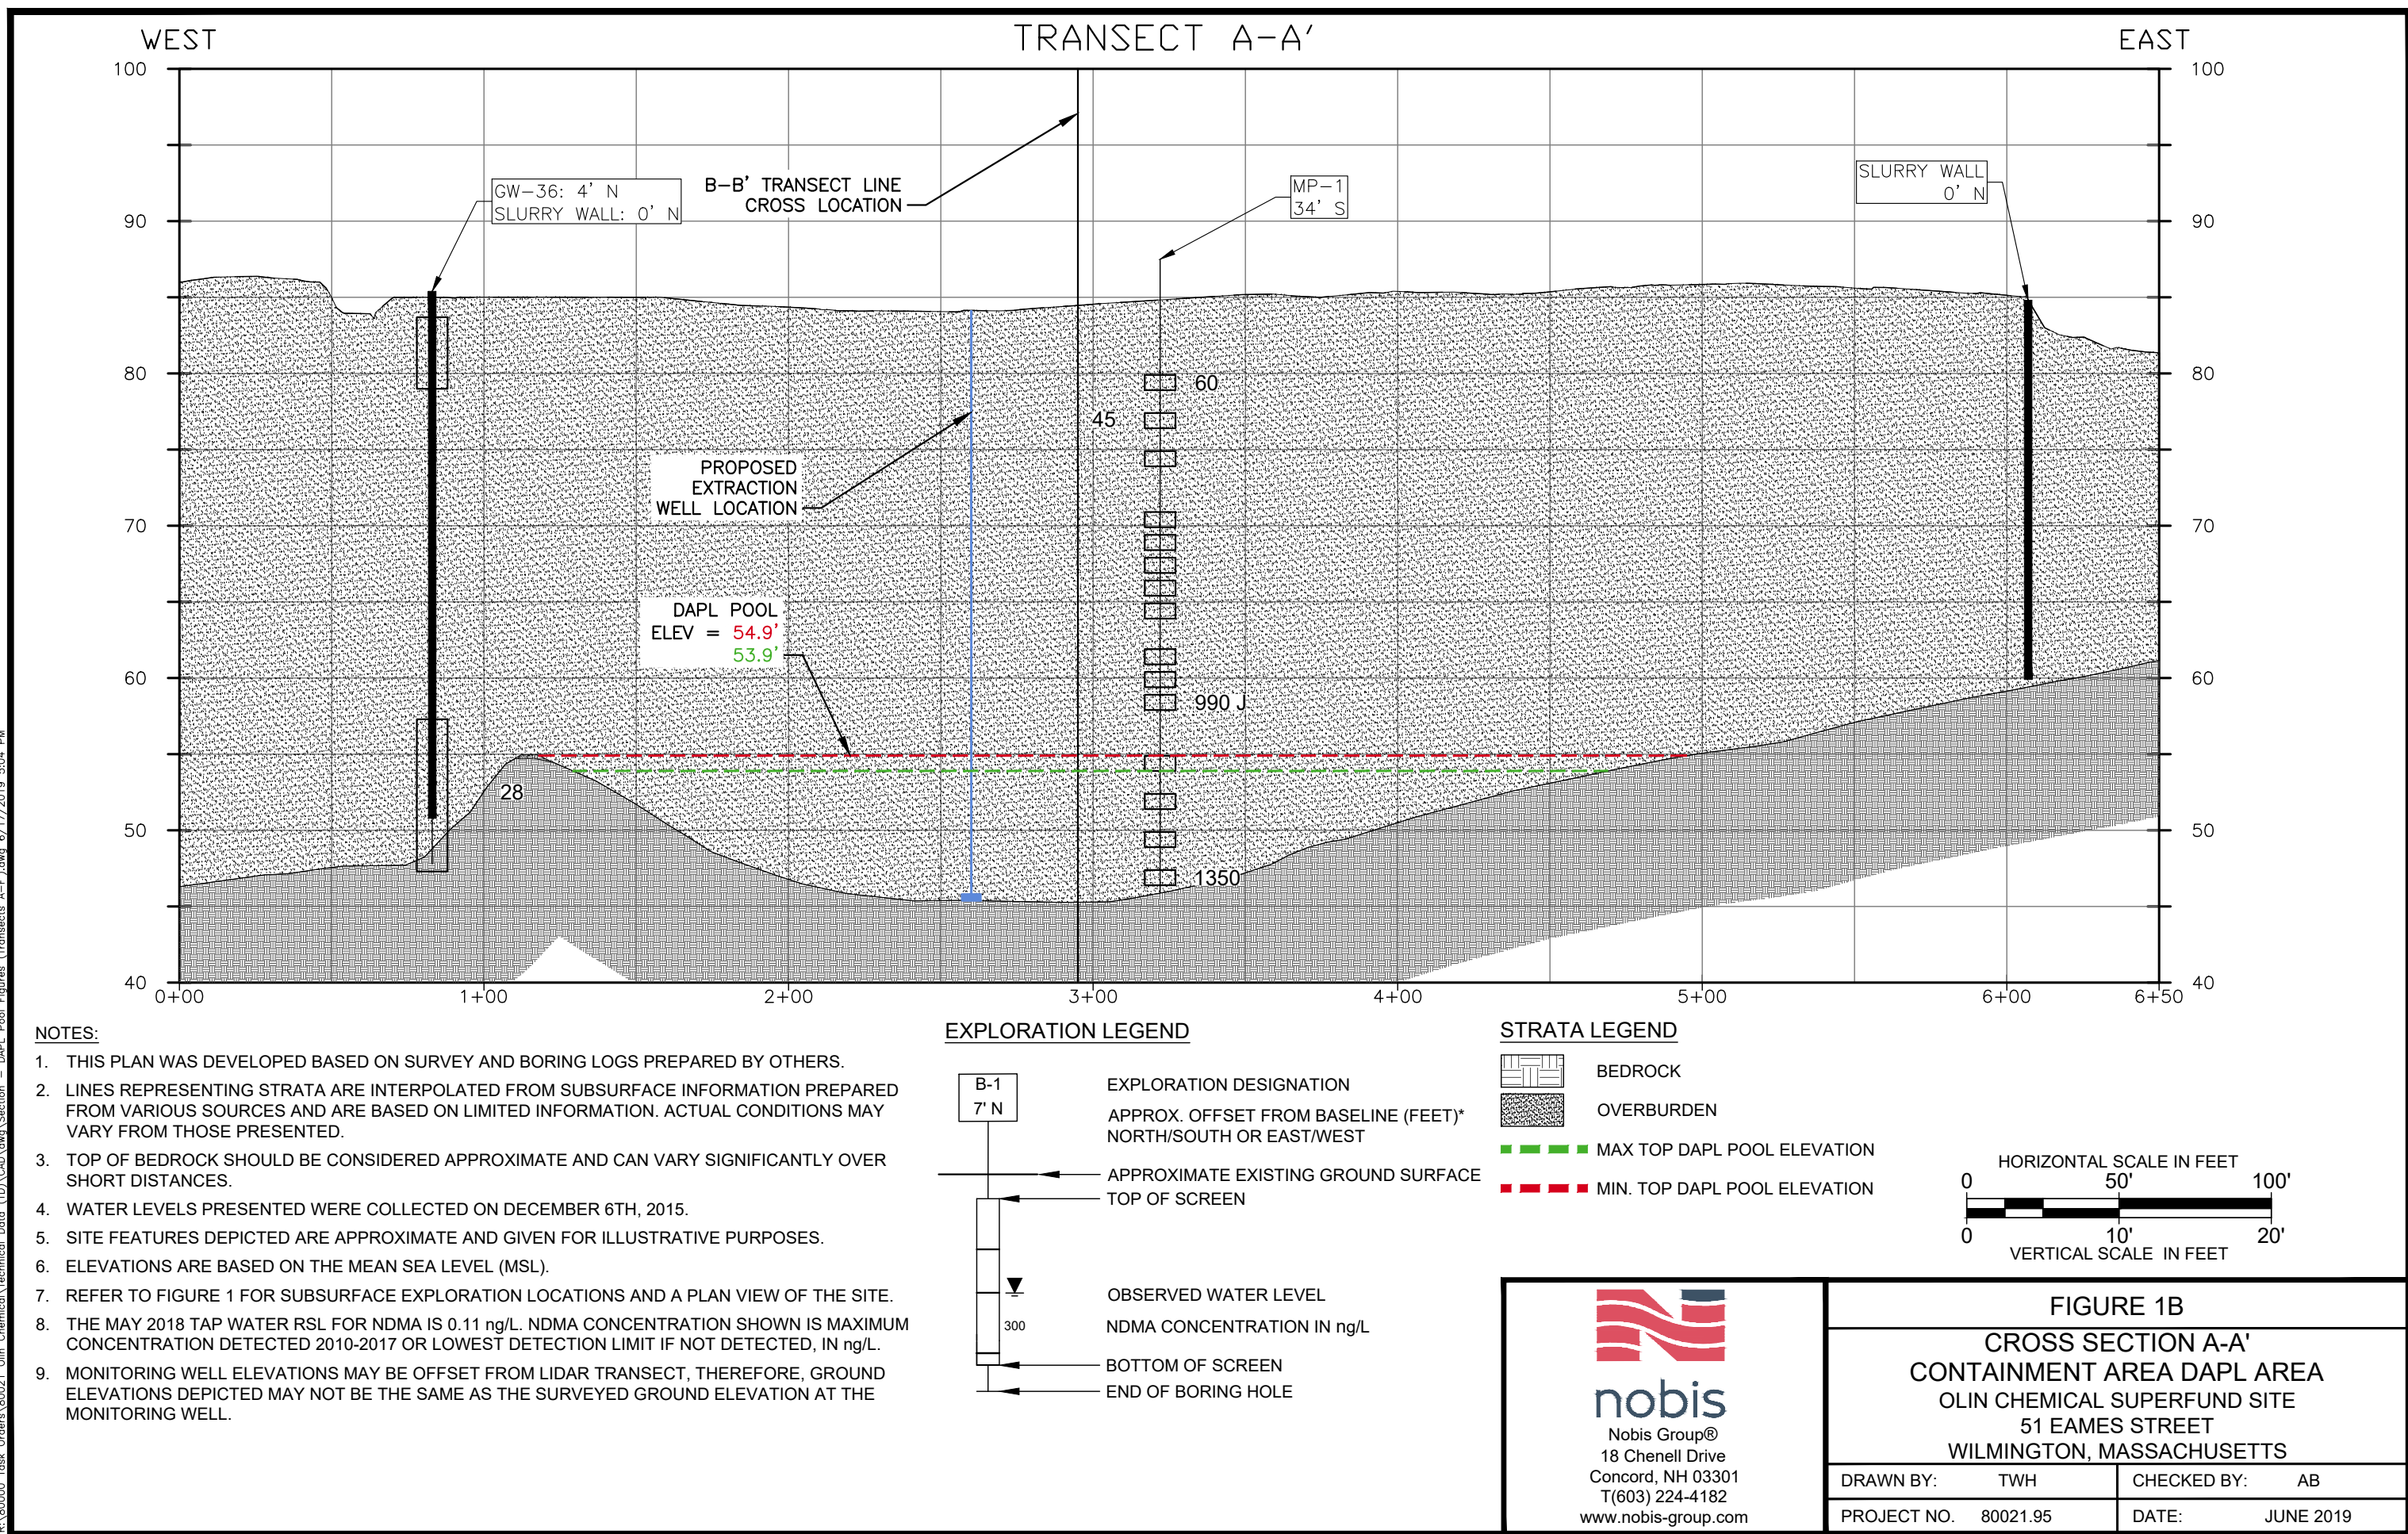 WEST
TRANSECT A-A'
EAST
100
100
GW-36: 4' N
SLURRY WALL: 0' N
B-B' TRANSECT LINE
CROSS LOCATION
MP-1
34' S
SLURRY WALL
0' N
90
90
80
80
60
45
PROPOSED
EXTRACTION
WELL LOCATION
70
70
DAPL POOL
ELEV = 54.9'
53.9'
60
60
990 J
28
50
50
1350
40
40
0+00
1+00
2+00
3+00
4+00
5+00
6+00
6+50
NOTES:
1. THIS PLAN WAS DEVELOPED BASED ON SURVEY AND BORING LOGS PREPARED BY OTHERS.
2. LINES REPRESENTING STRATA ARE INTERPOLATED FROM SUBSURFACE INFORMATION PREPARED
FROM VARIOUS SOURCES AND ARE BASED ON LIMITED INFORMATION. ACTUAL CONDITIONS MAY
VARY FROM THOSE PRESENTED.
3. TOP OF BEDROCK SHOULD BE CONSIDERED APPROXIMATE AND CAN VARY SIGNIFICANTLY OVER
SHORT DISTANCES.
4. WATER LEVELS PRESENTED WERE COLLECTED ON DECEMBER 6TH, 2015.
5. SITE FEATURES DEPICTED ARE APPROXIMATE AND GIVEN FOR ILLUSTRATIVE PURPOSES.
6. ELEVATIONS ARE BASED ON THE MEAN SEA LEVEL (MSL).
7. REFER TO FIGURE 1 FOR SUBSURFACE EXPLORATION LOCATIONS AND A PLAN VIEW OF THE SITE.
8. THE MAY 2018 TAP WATER RSL FOR NDMA IS 0.11 ng/L. NDMA CONCENTRATION SHOWN IS MAXIMUM
CONCENTRATION DETECTED 2010-2017 OR LOWEST DETECTION LIMIT IF NOT DETECTED, IN ng/L.
9. MONITORING WELL ELEVATIONS MAY BE OFFSET FROM LIDAR TRANSECT, THEREFORE, GROUND
ELEVATIONS DEPICTED MAY NOT BE THE SAME AS THE SURVEYED GROUND ELEVATION AT THE
MONITORING WELL.
EXPLORATION LEGEND
B-1
7' N
EXPLORATION DESIGNATION
APPROX. OFFSET FROM BASELINE (FEET)*
NORTH/SOUTH OR EAST/WEST
APPROXIMATE EXISTING GROUND SURFACE
TOP OF SCREEN
OBSERVED WATER LEVEL
300
NDMA CONCENTRATION IN ng/L
BOTTOM OF SCREEN
END OF BORING HOLE
STRATA LEGEND
BEDROCK
OVERBURDEN
MAX TOP DAPL POOL ELEVATION
MIN. TOP DAPL POOL ELEVATION
HORIZONTAL SCALE IN FEET
0 50' 100'
0 10' 20'
VERTICAL SCALE IN FEET
nobis
Nobis Group®
18 Chenell Drive
Concord, NH 03301
T(603) 224-4182
www.nobis-group.com
FIGURE 1B
CROSS SECTION A-A'
CONTAINMENT AREA DAPL AREA
OLIN CHEMICAL SUPERFUND SITE
51 EAMES STREET
WILMINGTON, MASSACHUSETTS
DRAWN BY: TWH
CHECKED BY: AB
PROJECT NO. 80021.95
DATE: JUNE 2019